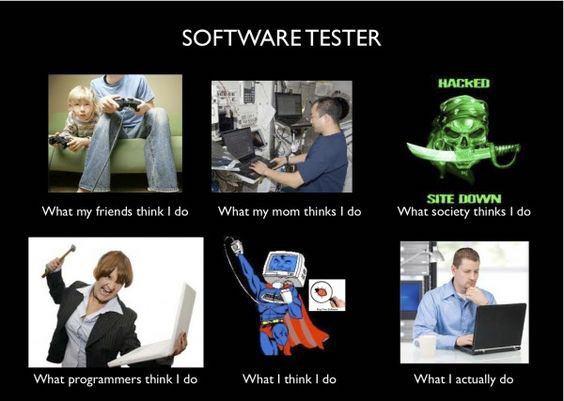 SOFTWARE TESTER
HACKED
SITE DOWN
What my friends think I do
What my mom thinks I do
What society thinks I do
What programmers think I do
What I think I do
What I actually do